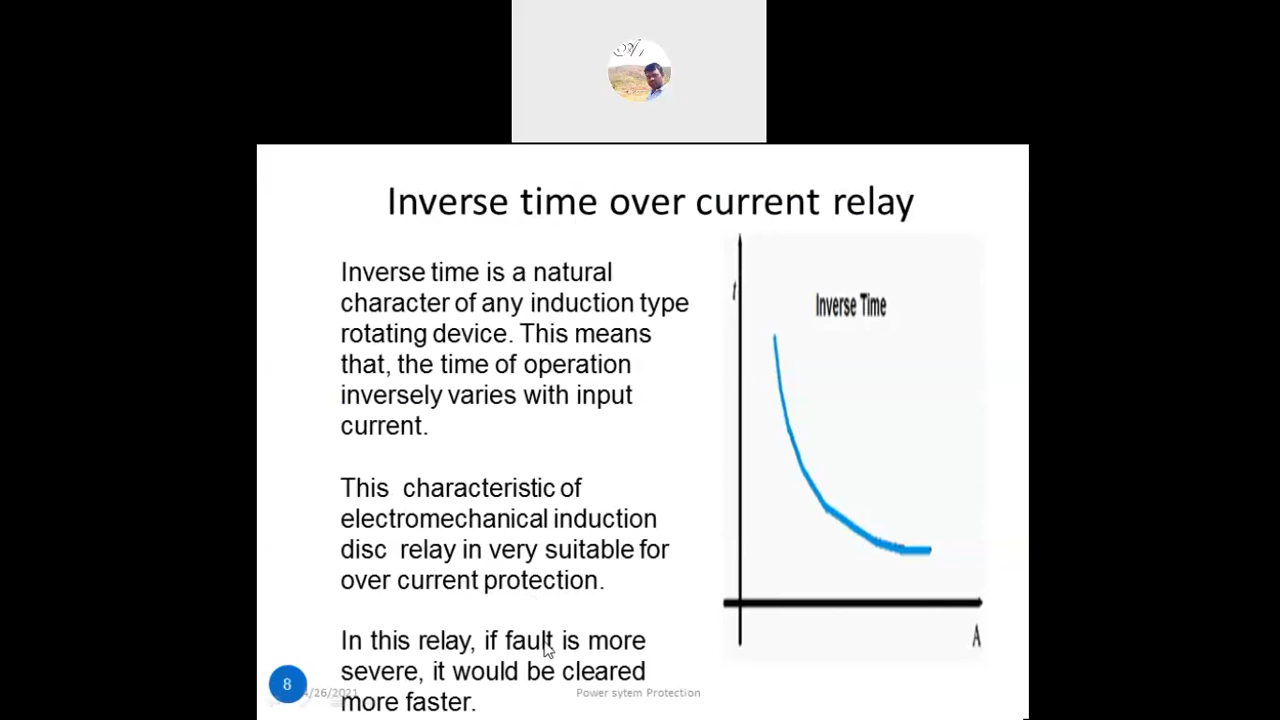 Inverse time over current relay
Inverse time is a natural
character of any induction type
rotating device. This means
that, the time of operation
inversely varies with input
current.
This characteristic of
electromechanical induction
disc relay in very suitable for
over current protection.
In this relay, if fault is more
severe, it would be cleared
more faster.
t
Inverse Time
A
8
/26/2021
Power sytem Protection